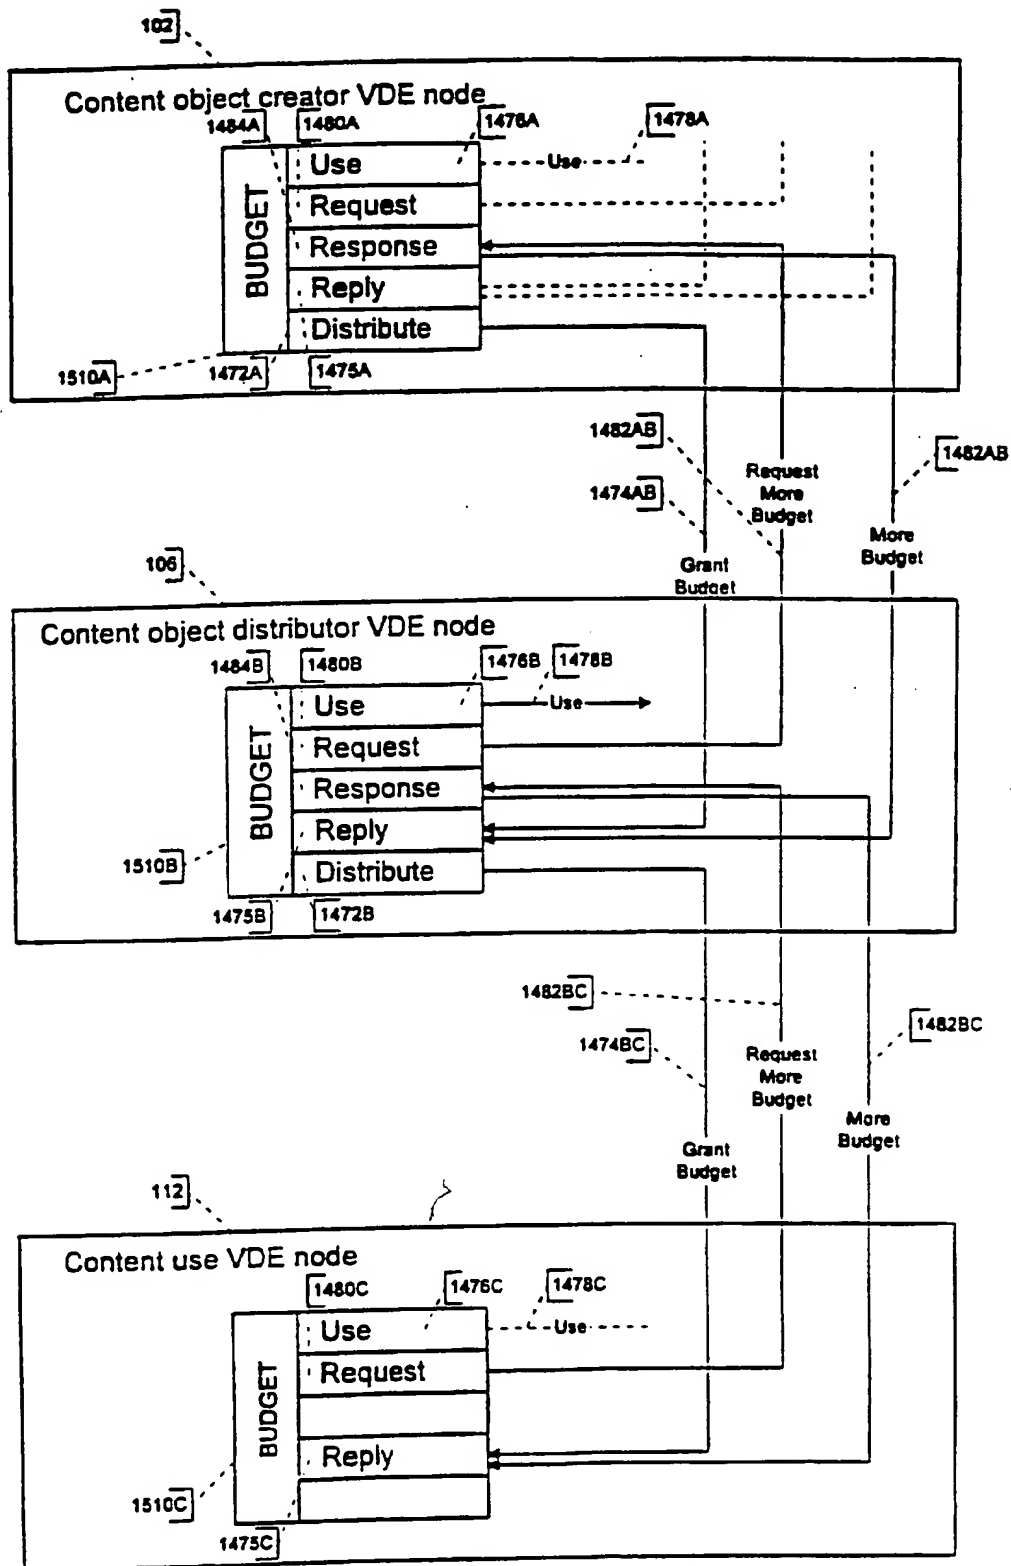 102
Content object creator VDE node
1484A
1480A
1476A
1478A
BUDGET
Use
Use
Request
Response
Reply
Distribute
1510A
1472A
1475A
1482AB
1474AB
Request
More
Budget
1482AB
Grant
Budget
More
Budget
106
Content object distributor VDE node
1484B
1480B
1476B
1478B
BUDGET
Use
Use
Request
Response
Reply
Distribute
1510B
1475B
1472B
1482BC
1474BC
Request
More
Budget
1482BC
Grant
Budget
More
Budget
112
Content use VDE node
1480C
1476C
1478C
BUDGET
Use
Use
Request
Reply
1510C
1475C